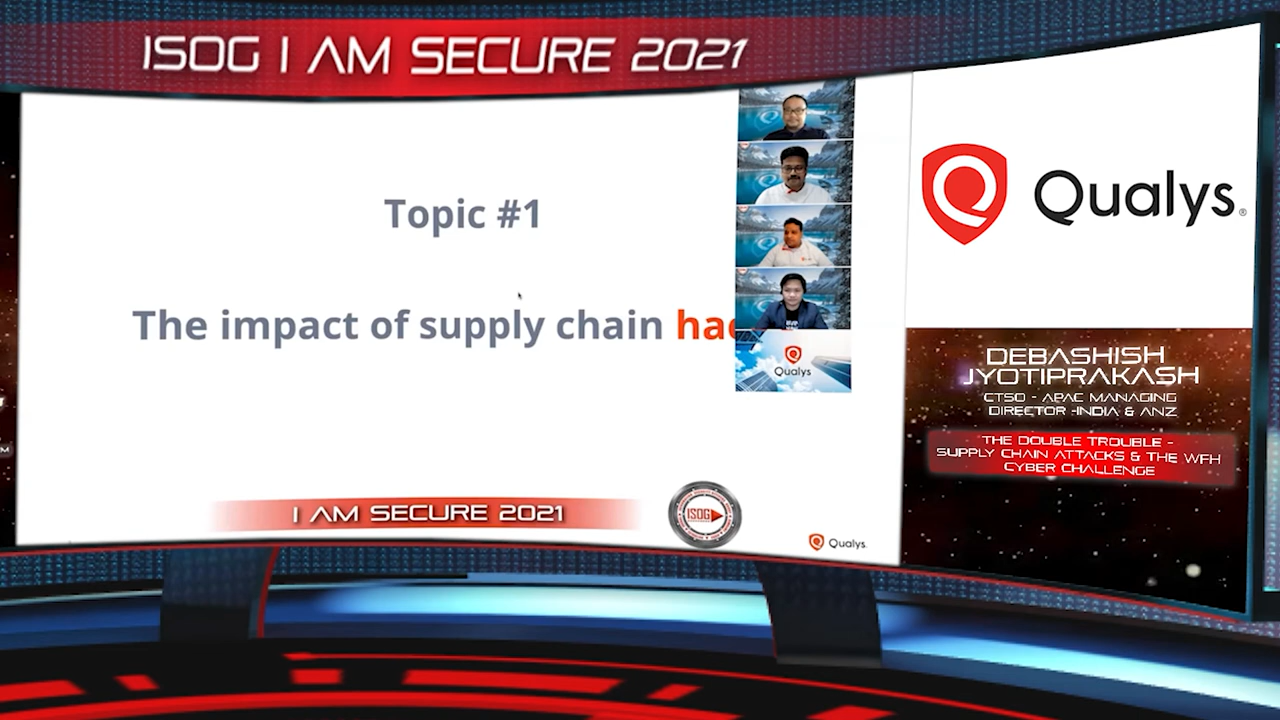 ISOG I AM SECURE 2021
Topic #1
The impact of supply chain
Qualys
I AM SECURE 2021
ISOG
Qualys.
Qualys
DEBASHISH
JYOTIPRAKASH
CTSO - APAC MANAGING
DIRECTOR -INDIA & ANZ
THE DOUBLE TROUBLE -
SUPPLY CHAIN ATTACKS & THE WFH
CYBER CHALLENGE